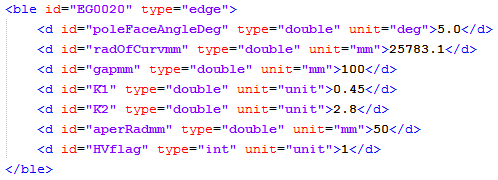 <ble id="EG0020" type="edge">
<d id="poleFaceAngleDeg" type="double" unit="deg">5.0</d>
<d id="radOfCurvmm" type="double" unit="mm">25783.1</d>
<d id="gapmm" type="double" unit="mm">100</d>
<d id="K1" type="double" unit="unit">0.45</d>
<d id="K2" type="double" unit="unit">2.8</d>
<d id="aperRadmm" type="double" unit="mm">50</d>
<d id="HVflag" type="int" unit="unit">1</d>
</ble>